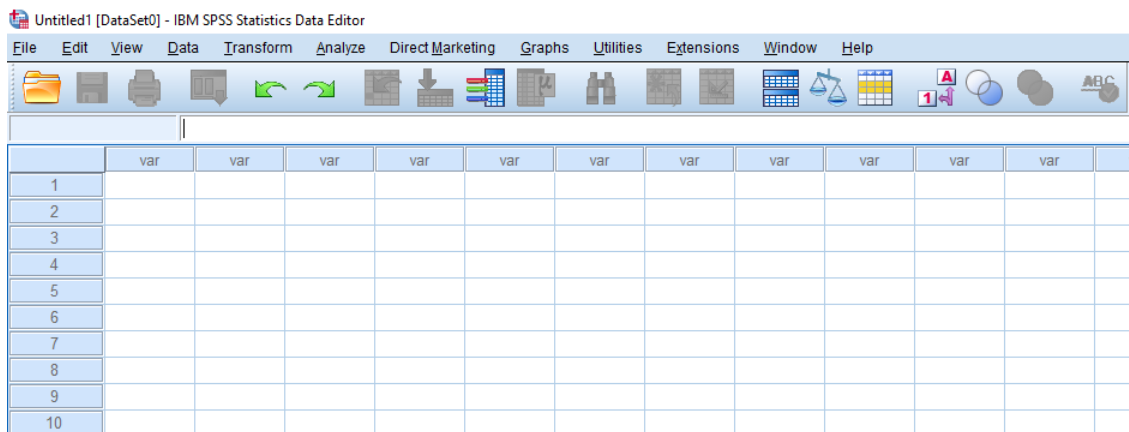 Untitled1 [DataSet0] - IBM SPSS Statistics Data Editor
File Edit View Data Transform Analyze Direct Marketing Graphs Utilities Extensions Window Help
μ A 1 ABC
var var var var var var var var var var var
1
2
3
4
5
6
7
8
9
10